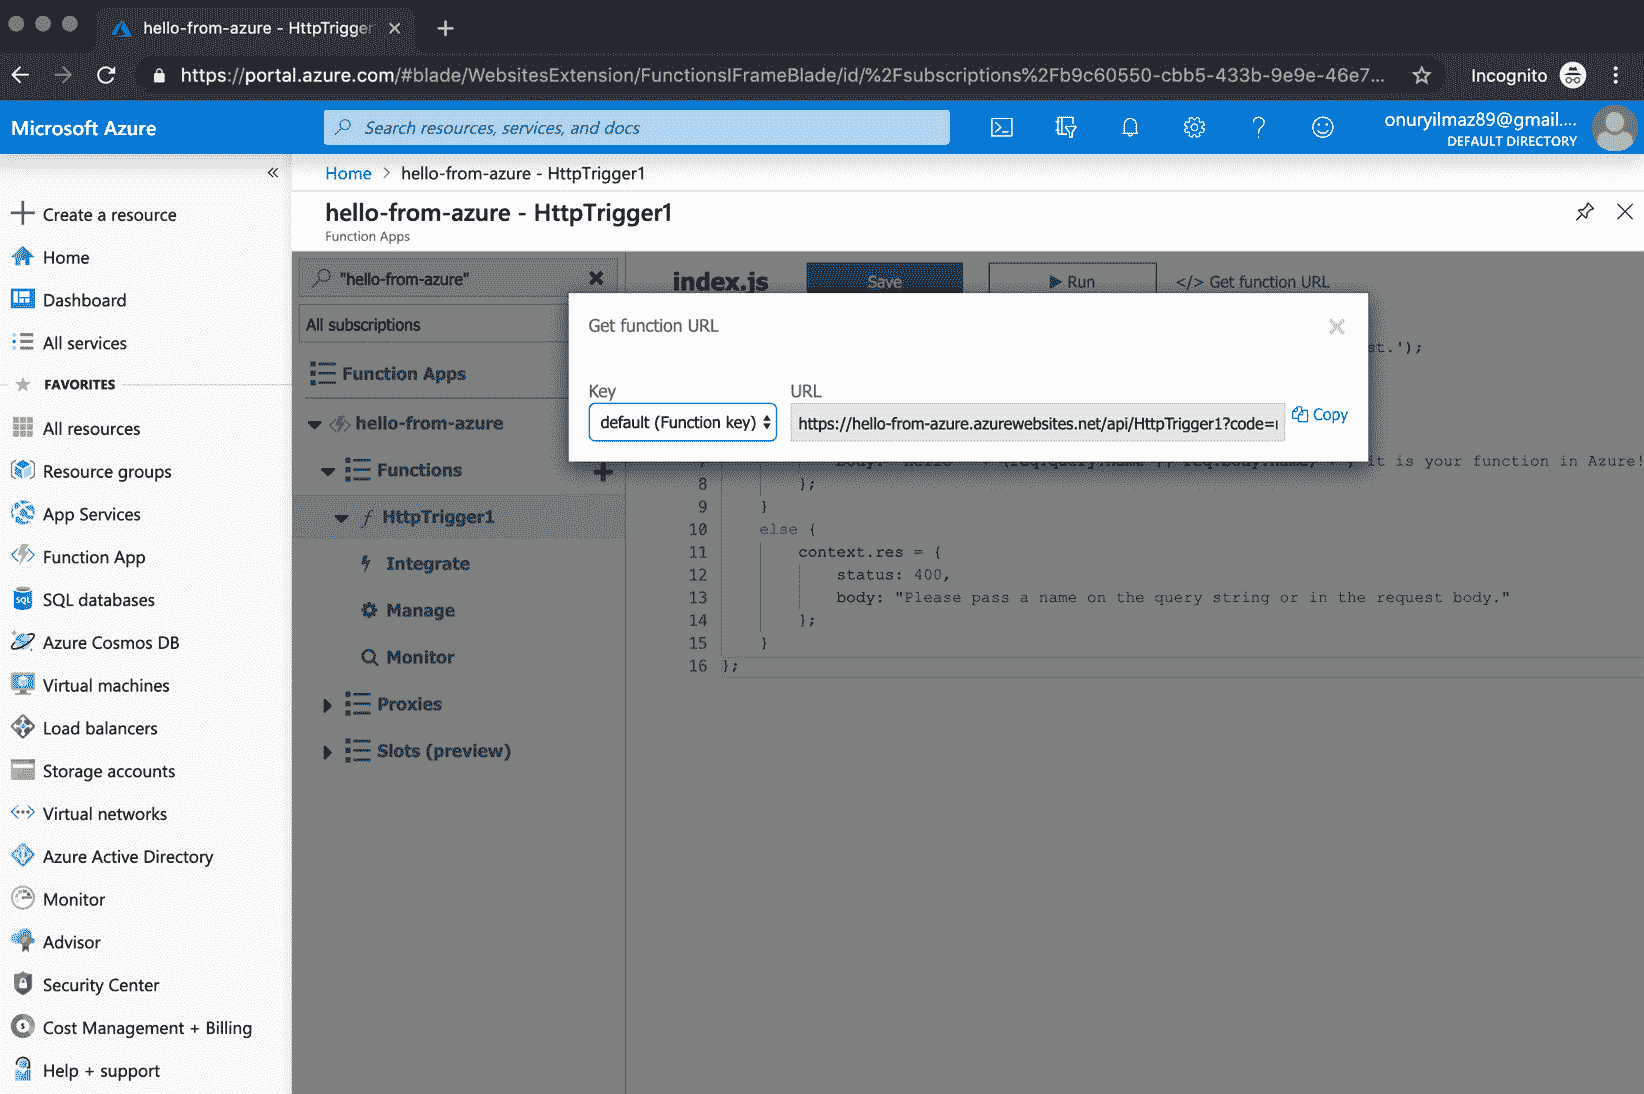 hello-from-azure - HttpTrigger
https://portal.azure.com/#blade/WebsitesExtension/FunctionsIFrameBlade/id/%2Fsubscriptions%2Fb9c60550-cbb5-433b-9e9e-46e7...
Incognito
Microsoft Azure
Search resources, services, and docs
onuryilmaz89@gmail....
DEFAULT DIRECTORY
Home > hello-from-azure - HttpTrigger1
hello-from-azure - HttpTrigger1
Function Apps
Create a resource
Home
Dashboard
All services
FAVORITES
All resources
Resource groups
App Services
Function App
SQL databases
Azure Cosmos DB
Virtual machines
Load balancers
Storage accounts
Virtual networks
Azure Active Directory
Monitor
Advisor
Security Center
Cost Management + Billing
Help + support
"hello-from-azure"
All subscriptions
Function Apps
hello-from-azure
Functions
HttpTrigger1
Integrate
Manage
Monitor
Proxies
Slots (preview)
index.js
Save
Run
</> Get function URL
Get function URL
Key
default (Function key)
URL
https://hello-from-azure.azurewebsites.net/api/HttpTrigger1?code=
Copy
st.');
it is your function in Azure!
8 };
9 }
10 else {
11 context.res = {
12 status: 400,
13 body: "Please pass a name on the query string or in the request body."
14 };
15 }
16 };